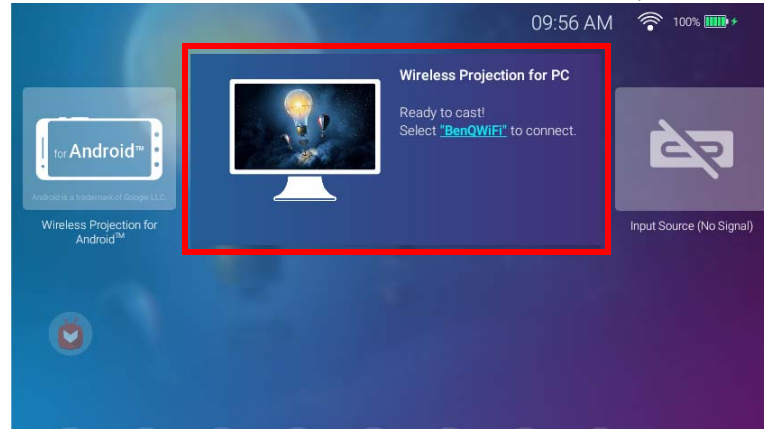 09:56 AM
100%
Wireless Projection for PC
Ready to cast!
Select "BenQWiFi" to connect.
for Android™
Android is a trademark of Google LLC.
Wireless Projection for
Android™
Input Source (No Signal)